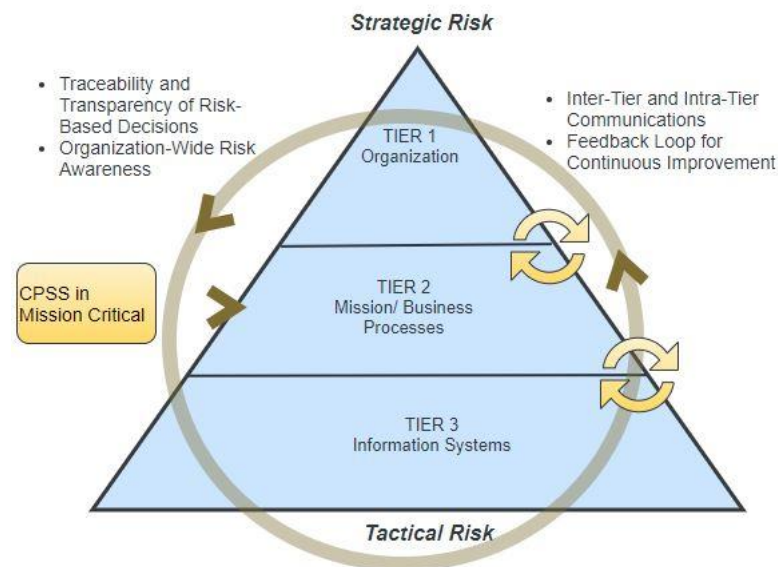 Strategic Risk
• Traceability and
Transparency of Risk-
Based Decisions
• Organization-Wide Risk
Awareness
• Inter-Tier and Intra-Tier
Communications
• Feedback Loop for
Continuous Improvement
TIER 1
Organization
CPSS in
Mission Critical
TIER 2
Mission/ Business
Processes
TIER 3
Information Systems
Tactical Risk